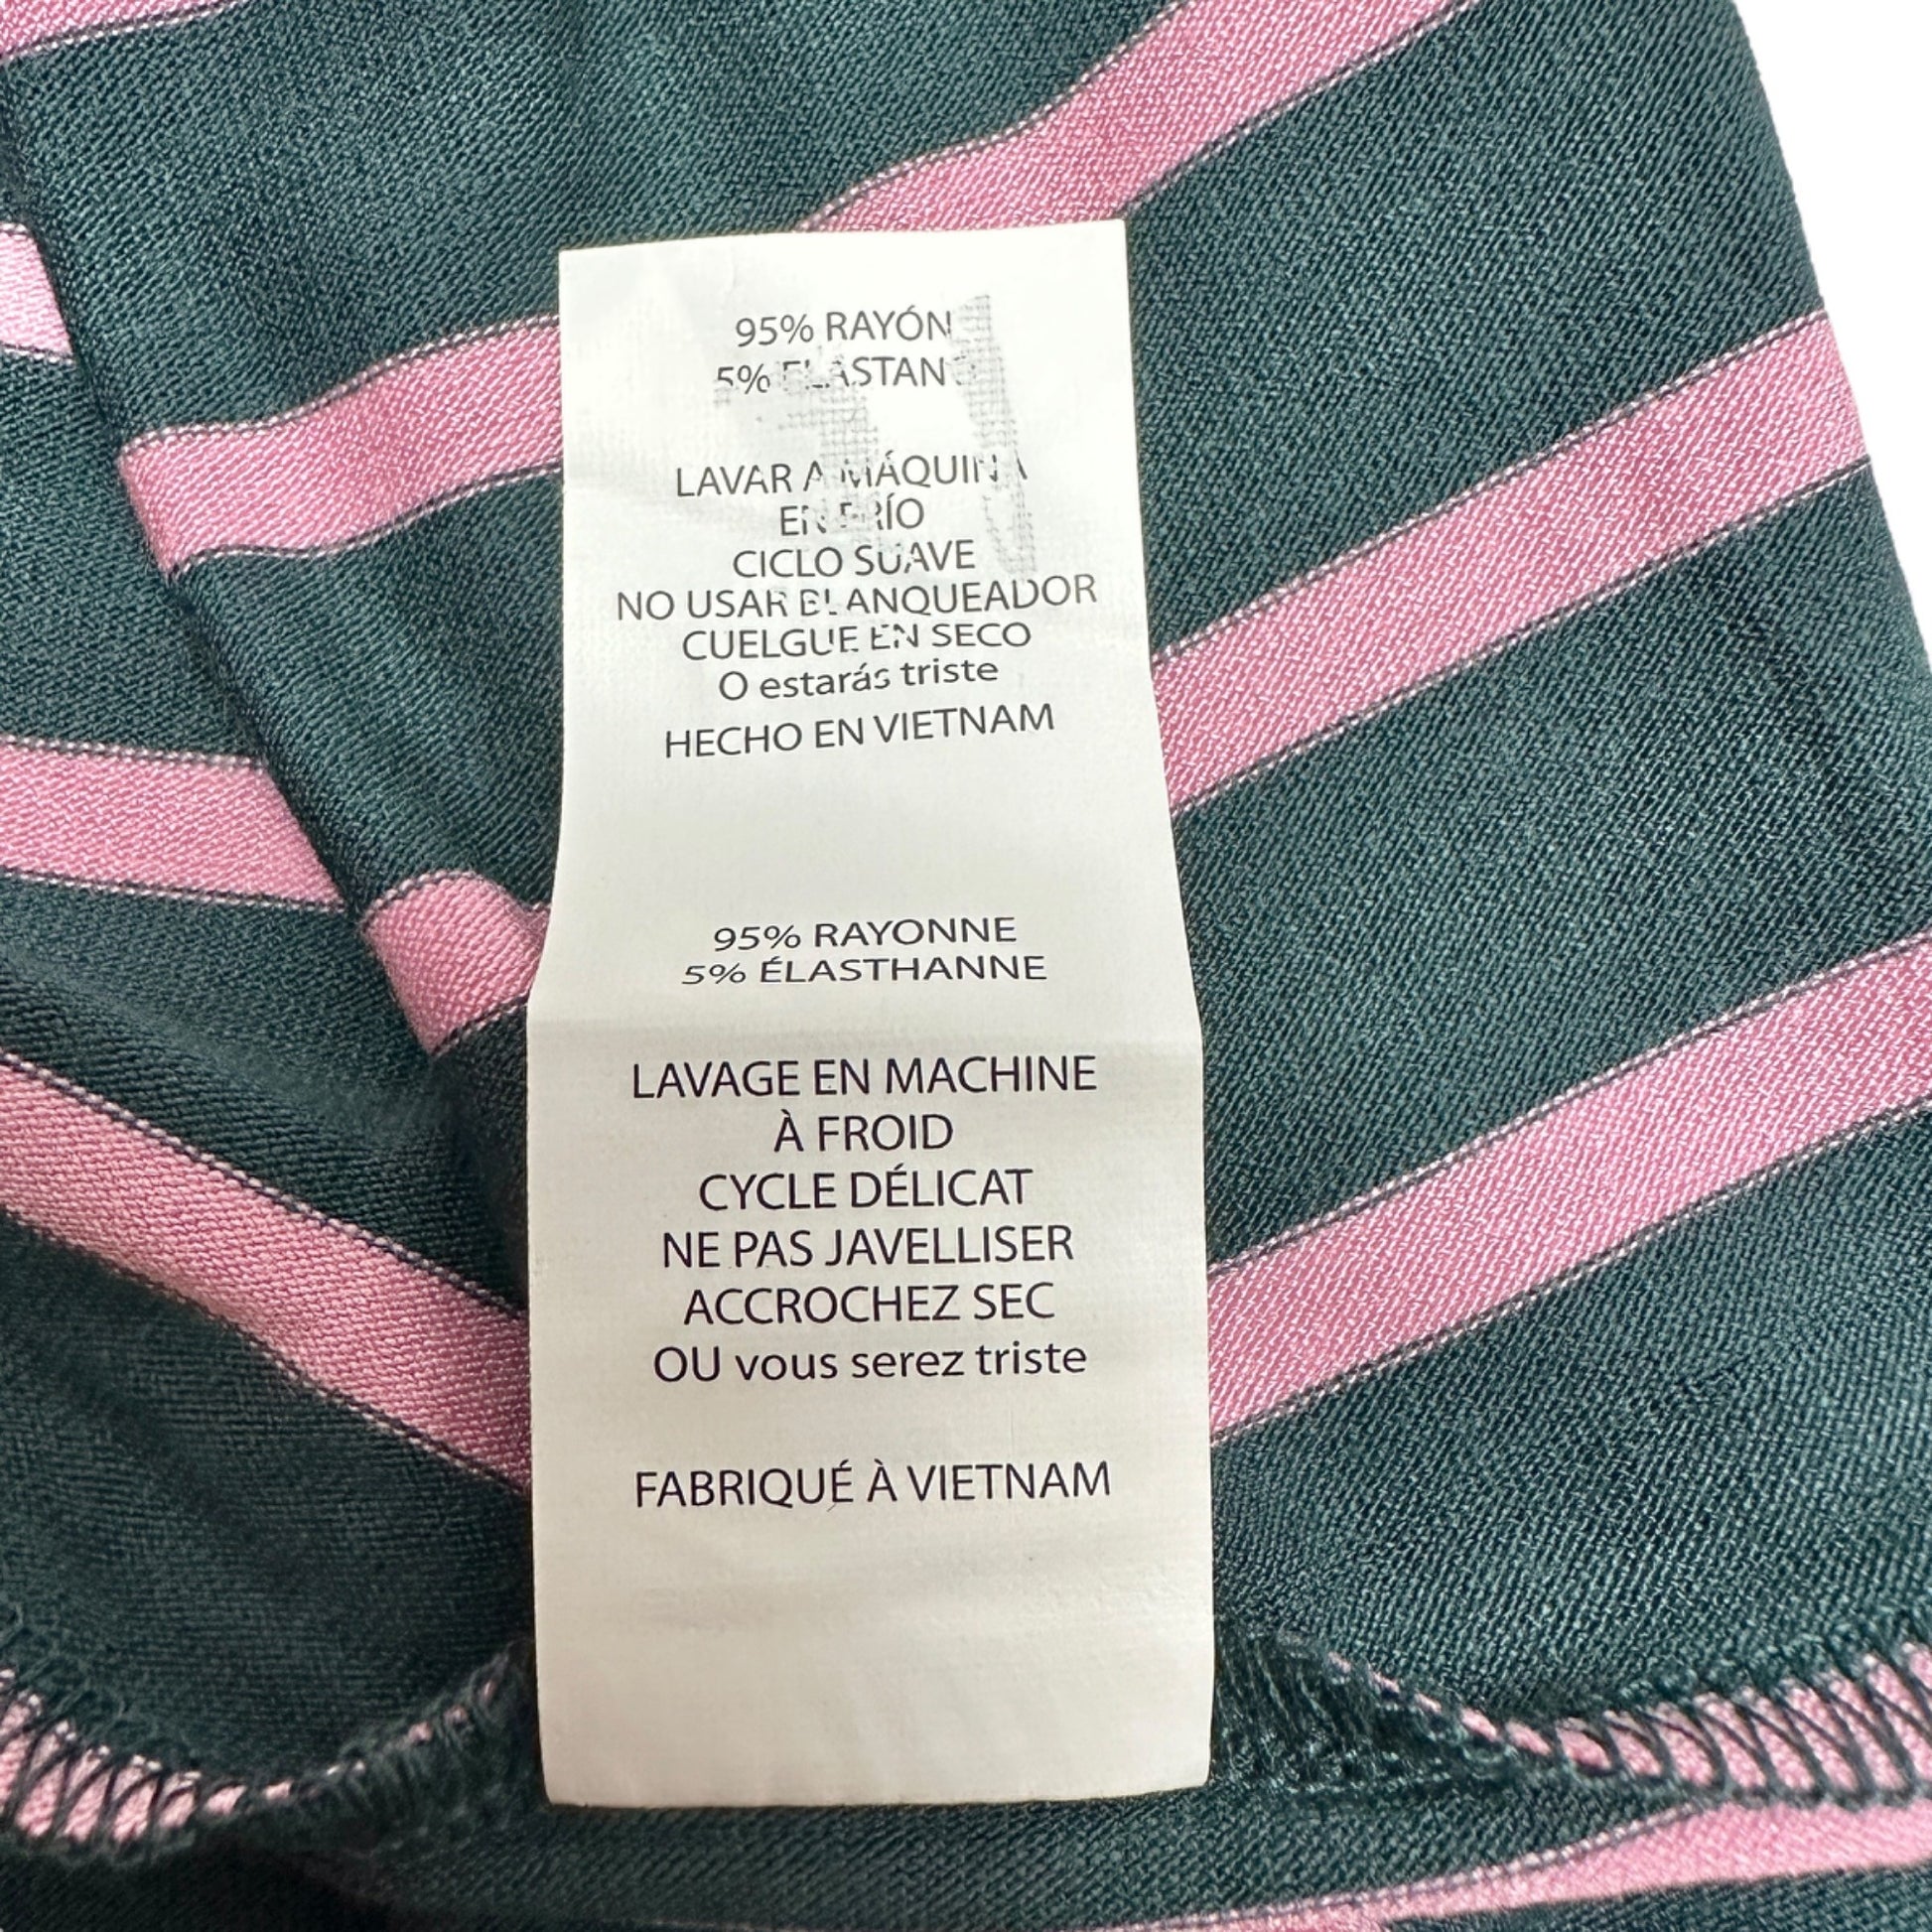 95% RAYÓN
5% ELASTANO
LAVAR A MÁQUINA
EN FRÍO
CICLO SUAVE
NO USAR BLANQUEADOR
CUELGUE EN SECO
O estarás triste
HECHO EN VIETNAM
95% RAYONNE
5% ÉLASTHANNE
LAVAGE EN MACHINE
À FROID
CYCLE DÉLICAT
NE PAS JAVELLISER
ACCROCHEZ SEC
OU vous serez triste
FABRIQUÉ À VIETNAM